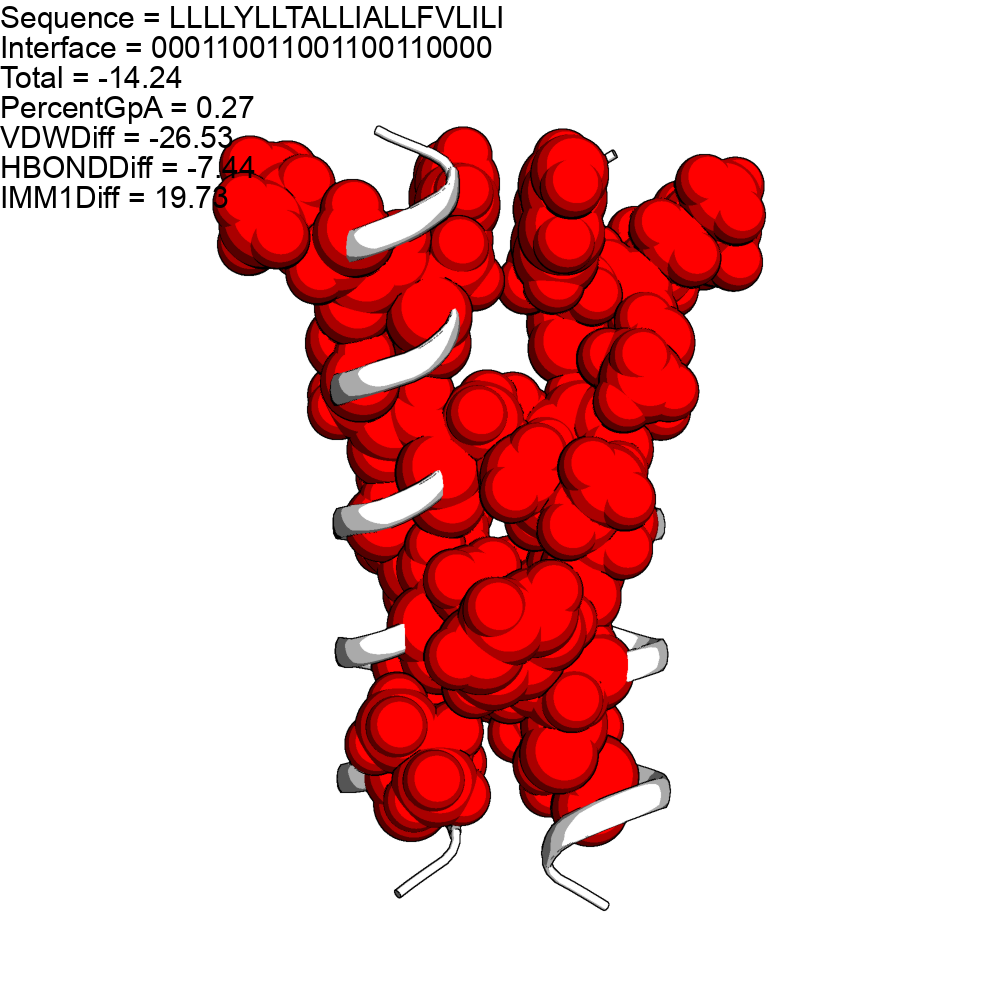 Sequence = LLLLYLLTALLIALLFVLILI
Interface = 000110011001100110000
Total = -14.24
PercentGpA = 0.27
VDWDiff = -26.53
HBONDDiff = -7.44
IMM1Diff = 19.73